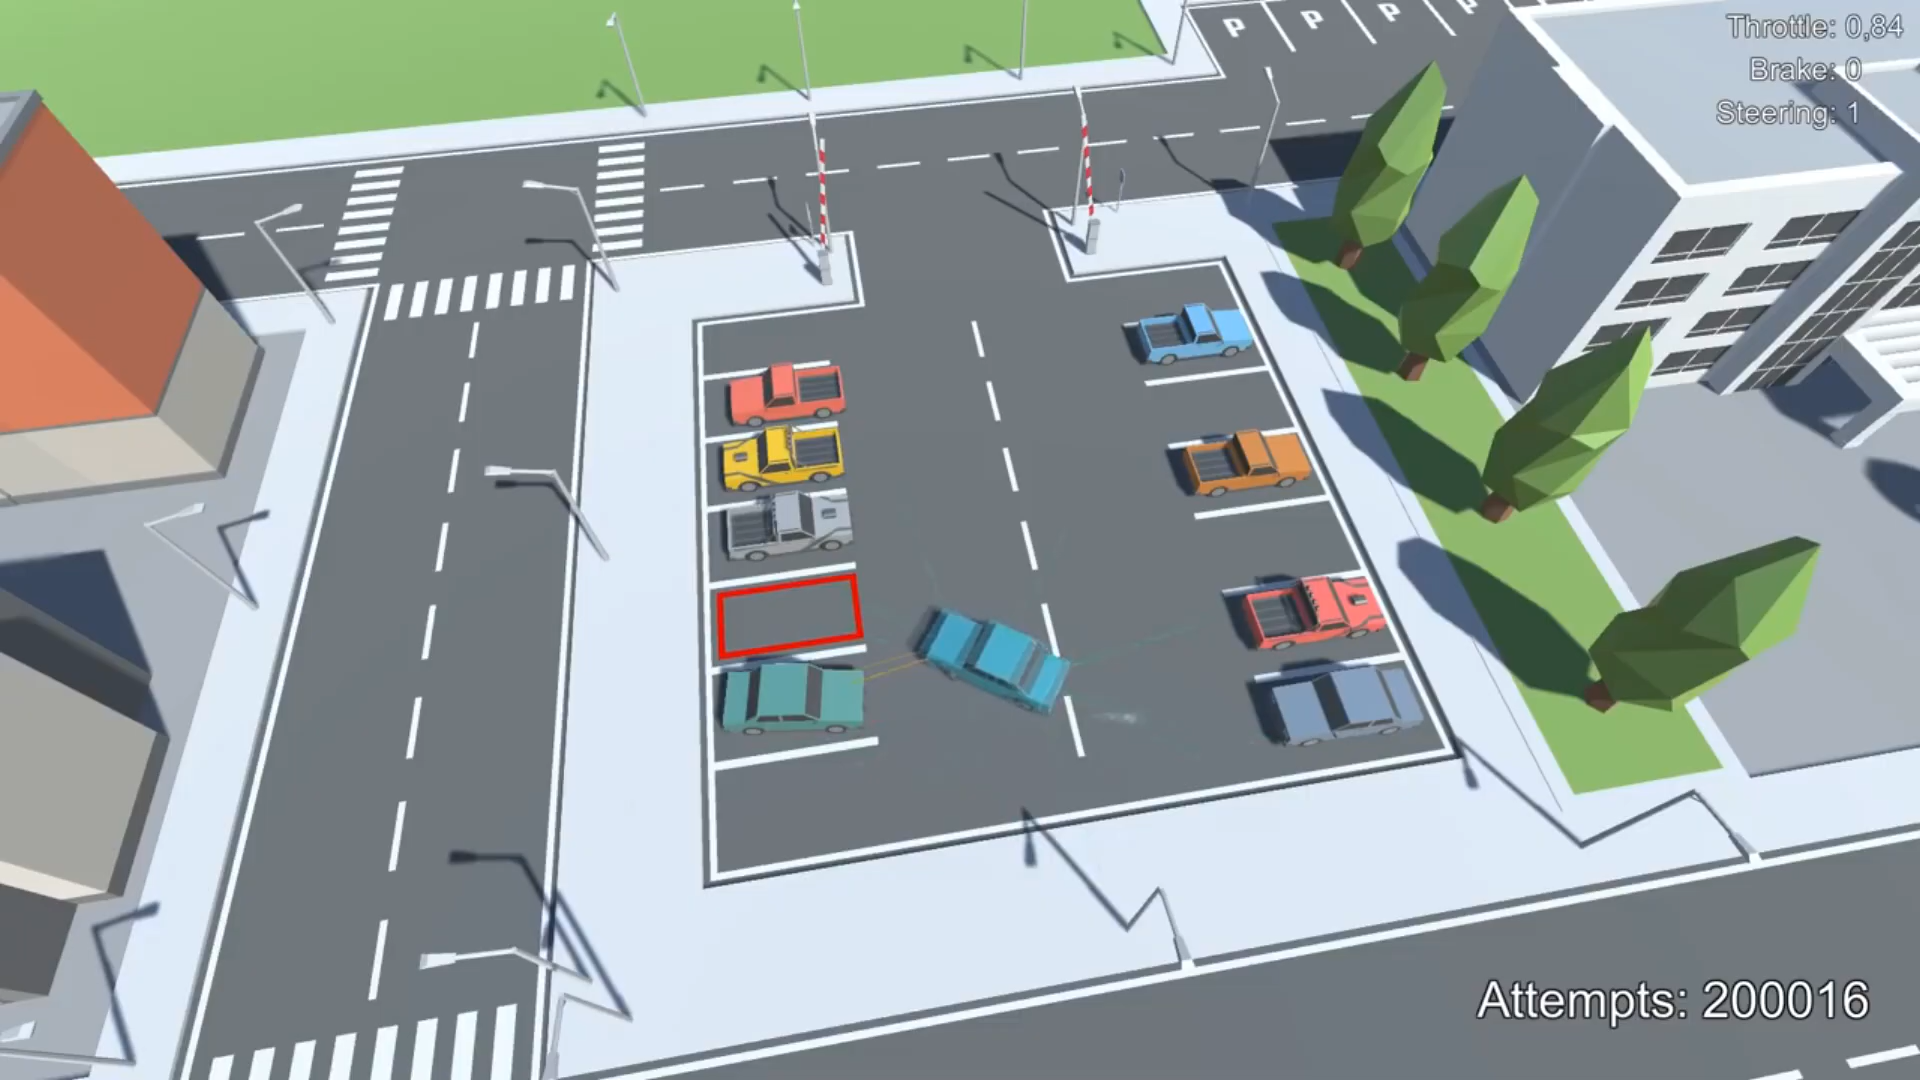 P P P P
Throttle: 0,84
Brake: 0
Steering: 1
Attempts: 200016